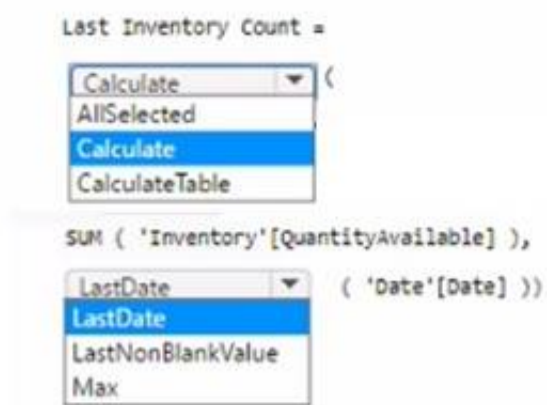 Last Inventory Count =
Calculate (
AllSelected
Calculate
CalculateTable
SUM ( 'Inventory'[QuantityAvailable] ),
LastDate ( 'Date'[Date] ))
LastDate
LastNonBlankValue
Max